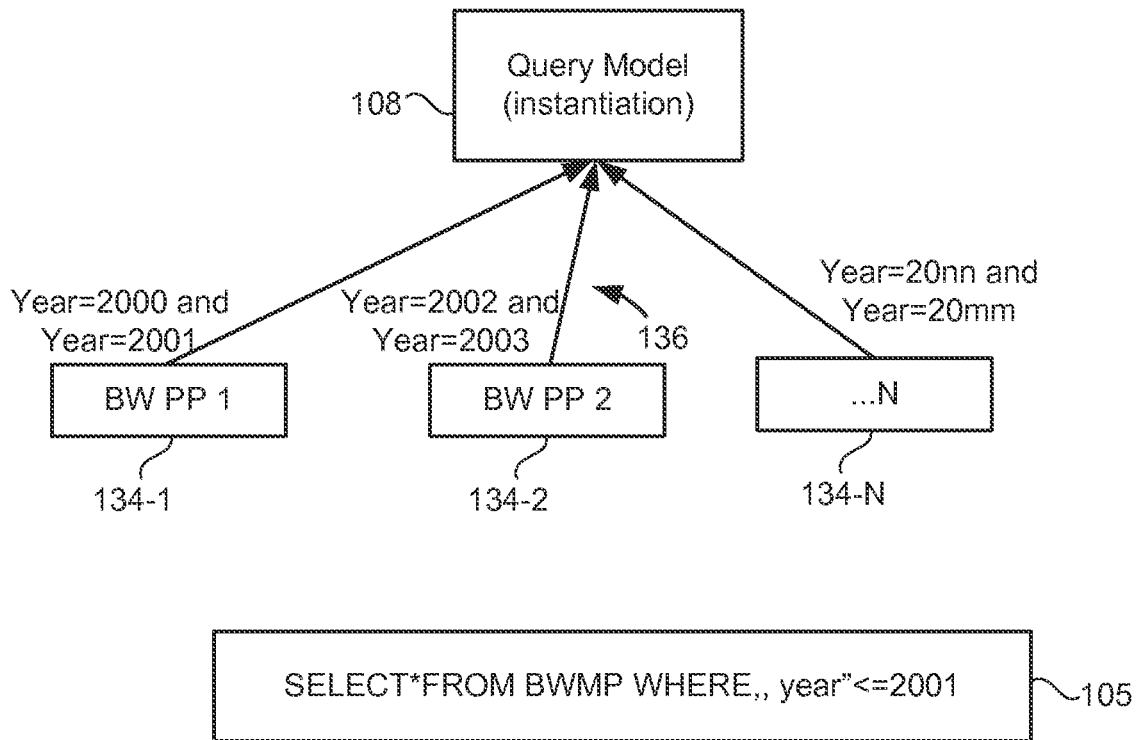 Query Model
(instantiation)
108
Year=2000 and
Year=2001
Year=2002 and
Year=2003
136
Year=20nn and
Year=20mm
BW PP 1
BW PP 2
...N
134-1
134-2
134-N
SELECT*FROM BWMP WHERE,, year”<=2001
105